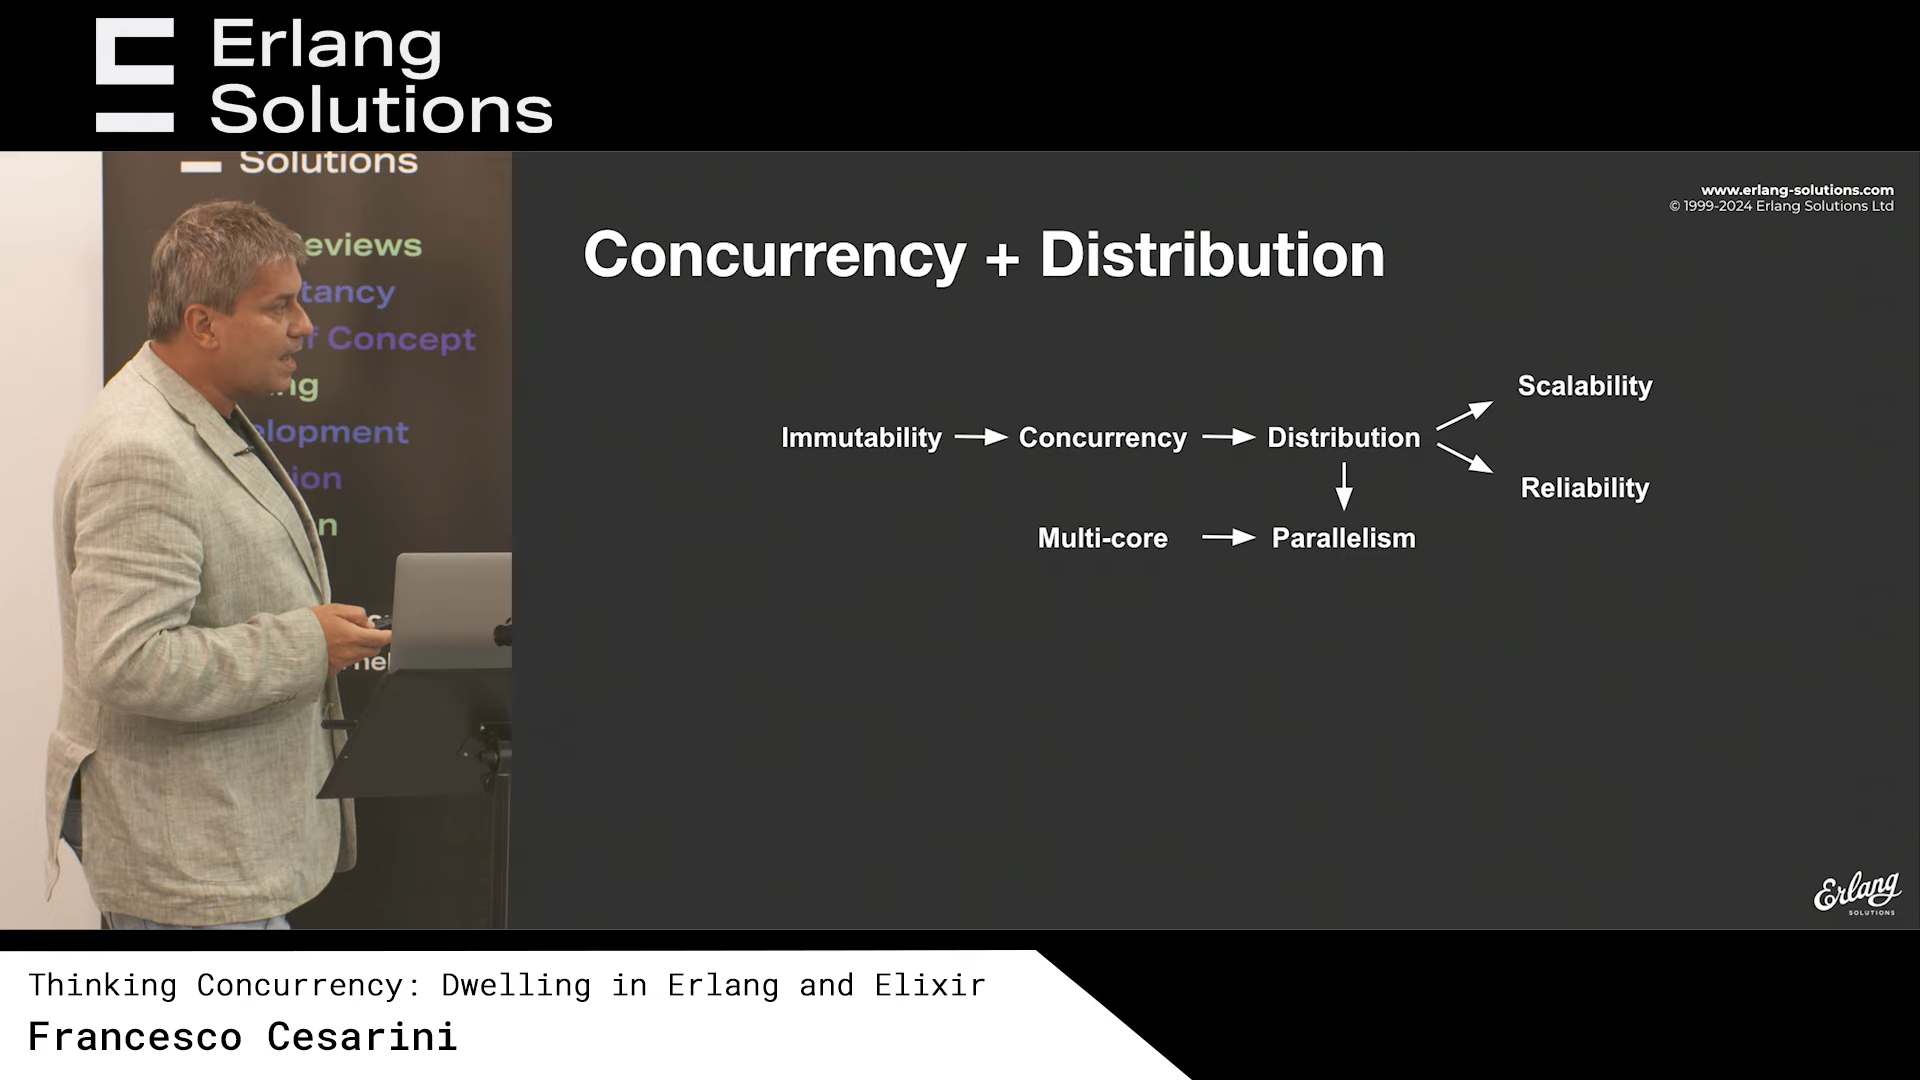 Erlang
Solutions
Solutions
eviews
tancy
f Concept
ng
elopment
ion
n
www.erlang-solutions.com
© 1999-2024 Erlang Solutions Ltd
Concurrency + Distribution
Scalability
Immutability Concurrency Distribution
Reliability
Multi-core Parallelism
Erlang
SOLUTIONS
Thinking Concurrency: Dwelling in Erlang and Elixir
Francesco Cesarini